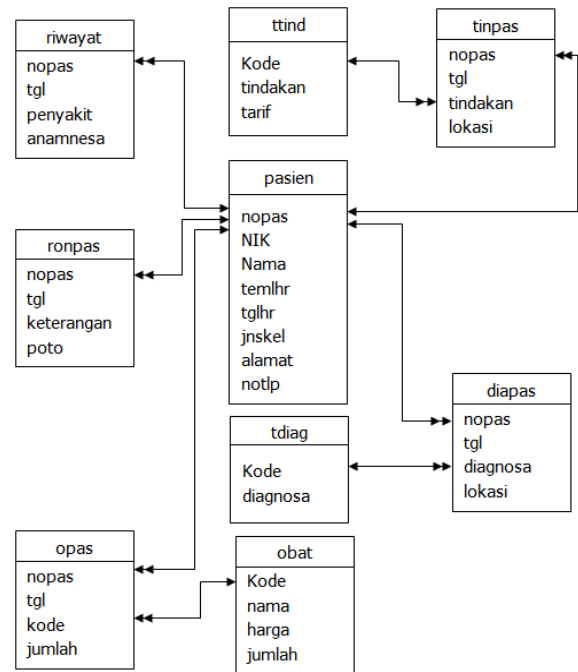 riwayat
nopas
tgl
penyakit
anamnesa
ttind
Kode
tindakan
tarif
tinpas
nopas
tgl
tindakan
lokasi
pasien
nopas
NIK
Nama
temlhr
tglhr
jnskel
alamat
notlp
ronpas
nopas
tgl
keterangan
poto
diapas
nopas
tgl
diagnosa
lokasi
tdiag
Kode
diagnosa
opas
nopas
tgl
kode
jumlah
obat
Kode
nama
harga
jumlah